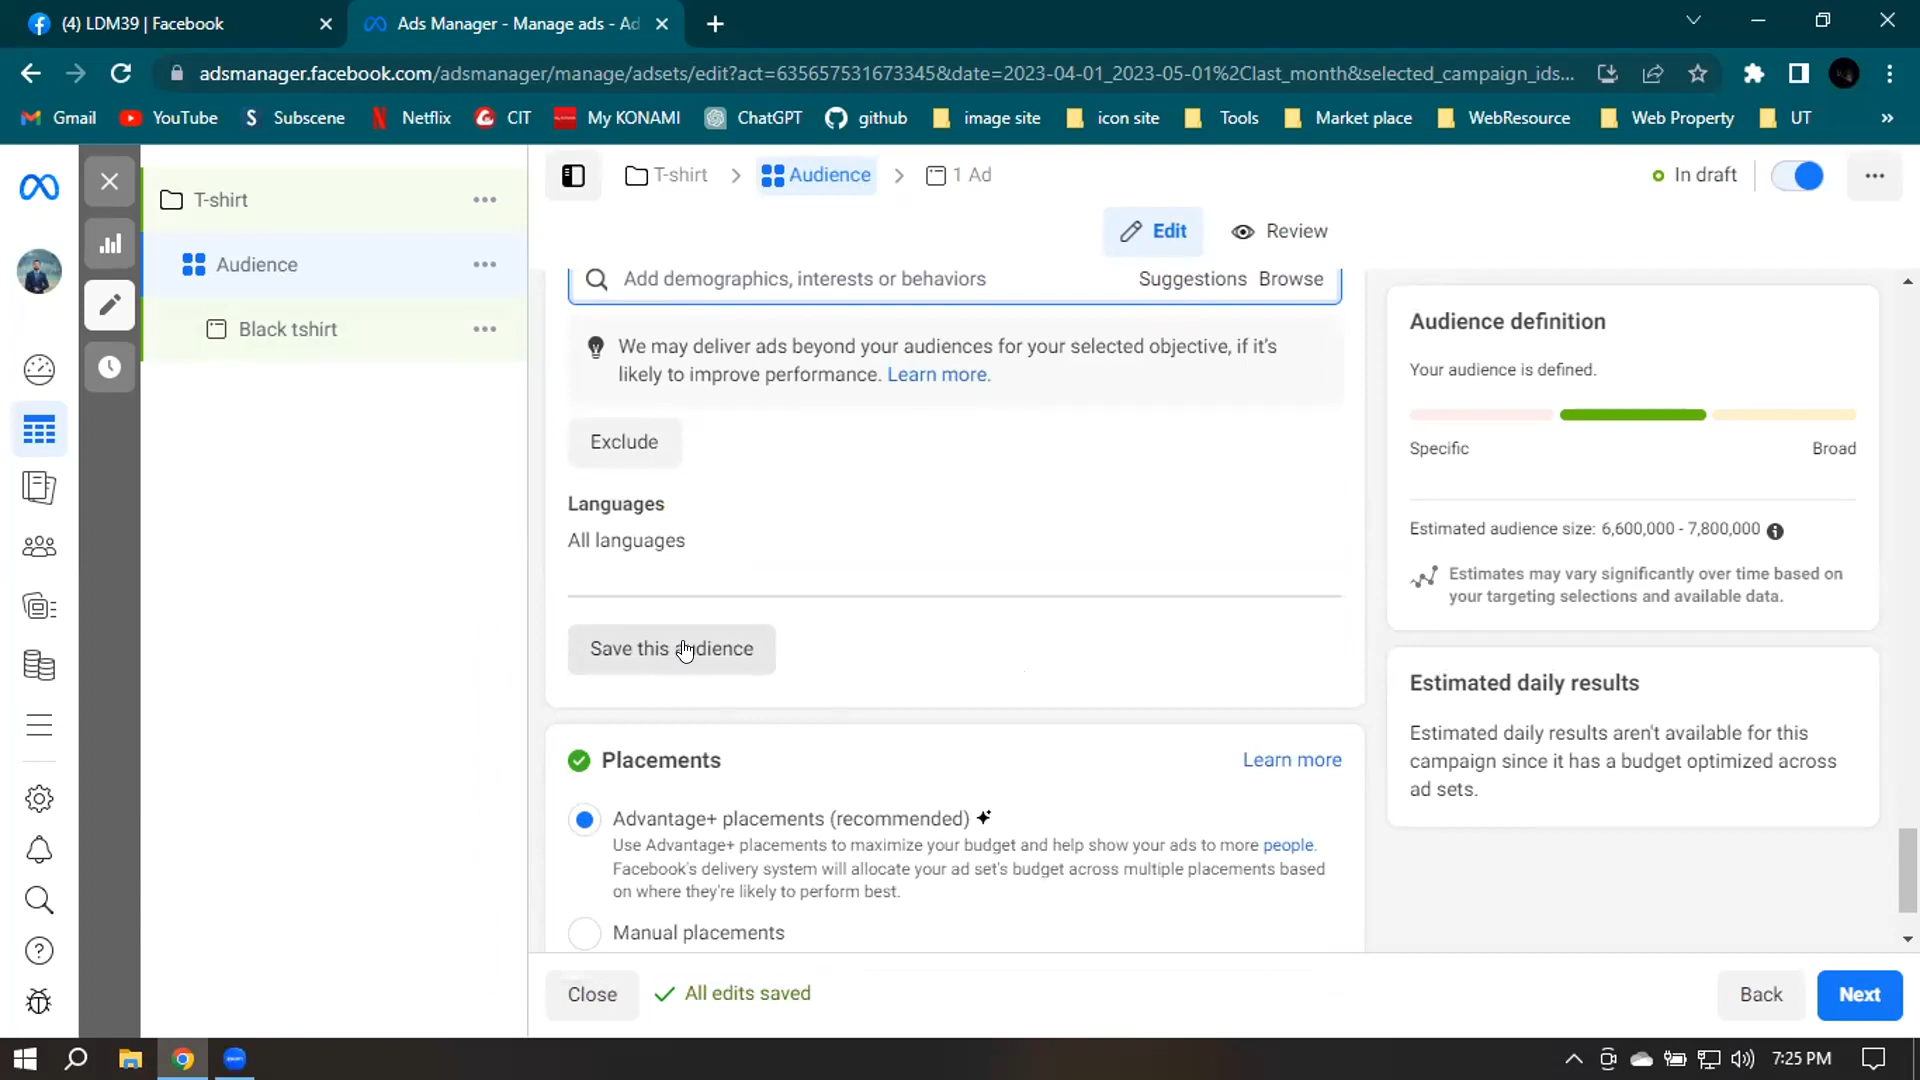 (4) LDM39 | Facebook
Ads Manager - Manage ads - Ad
adsmanager.facebook.com/adsmanager/manage/adsets/edit?act=635657531673345&date=2023-04-01_2023-05-01%2Clast_month&selected_campaign_ids...
Gmail YouTube Subscene Netflix CIT My KONAMI ChatGPT github image site icon site Tools Market place WebResource Web Property UT
T-shirt
Audience
Black tshirt
T-shirt Audience 1 Ad
In draft
Edit Review
Add demographics, interests or behaviors Suggestions Browse
We may deliver ads beyond your audiences for your selected objective, if it's
likely to improve performance. Learn more.
Exclude
Languages
All languages
Save this audience
Placements Learn more
Advantage+ placements (recommended)
Use Advantage+ placements to maximize your budget and help show your ads to more people.
Facebook's delivery system will allocate your ad set's budget across multiple placements based
on where they're likely to perform best.
Manual placements
Audience definition
Your audience is defined.
Specific Broad
Estimated audience size: 6,600,000 - 7,800,000
Estimates may vary significantly over time based on
your targeting selections and available data.
Estimated daily results
Estimated daily results aren't available for this
campaign since it has a budget optimized across
ad sets.
Close All edits saved Back Next
7:25 PM